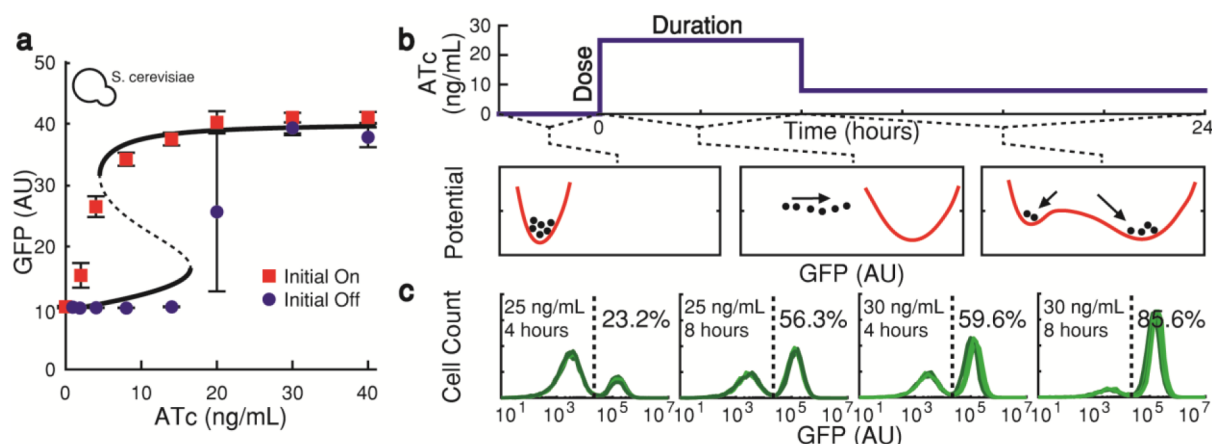 a
S. cerevisiae
GFP (AU)
50
40
30
20
10
0
Initial On
Initial Off
0 10 20 30 40
ATc (ng/mL)
b
ATc
(ng/mL)
30
20
10
0
Dose
Duration
0 Time (hours) 24
Potential
GFP (AU)
c
Cell Count
25 ng/mL
4 hours
23.2%
25 ng/mL
8 hours
56.3%
30 ng/mL
4 hours
59.6%
30 ng/mL
8 hours
85.6%
10¹ 10³ 10⁵ 10⁷ 10¹ 10³ 10⁵ 10⁷ 10¹ 10³ 10⁵ 10⁷ 10¹ 10³ 10⁵ 10⁷
GFP (AU)